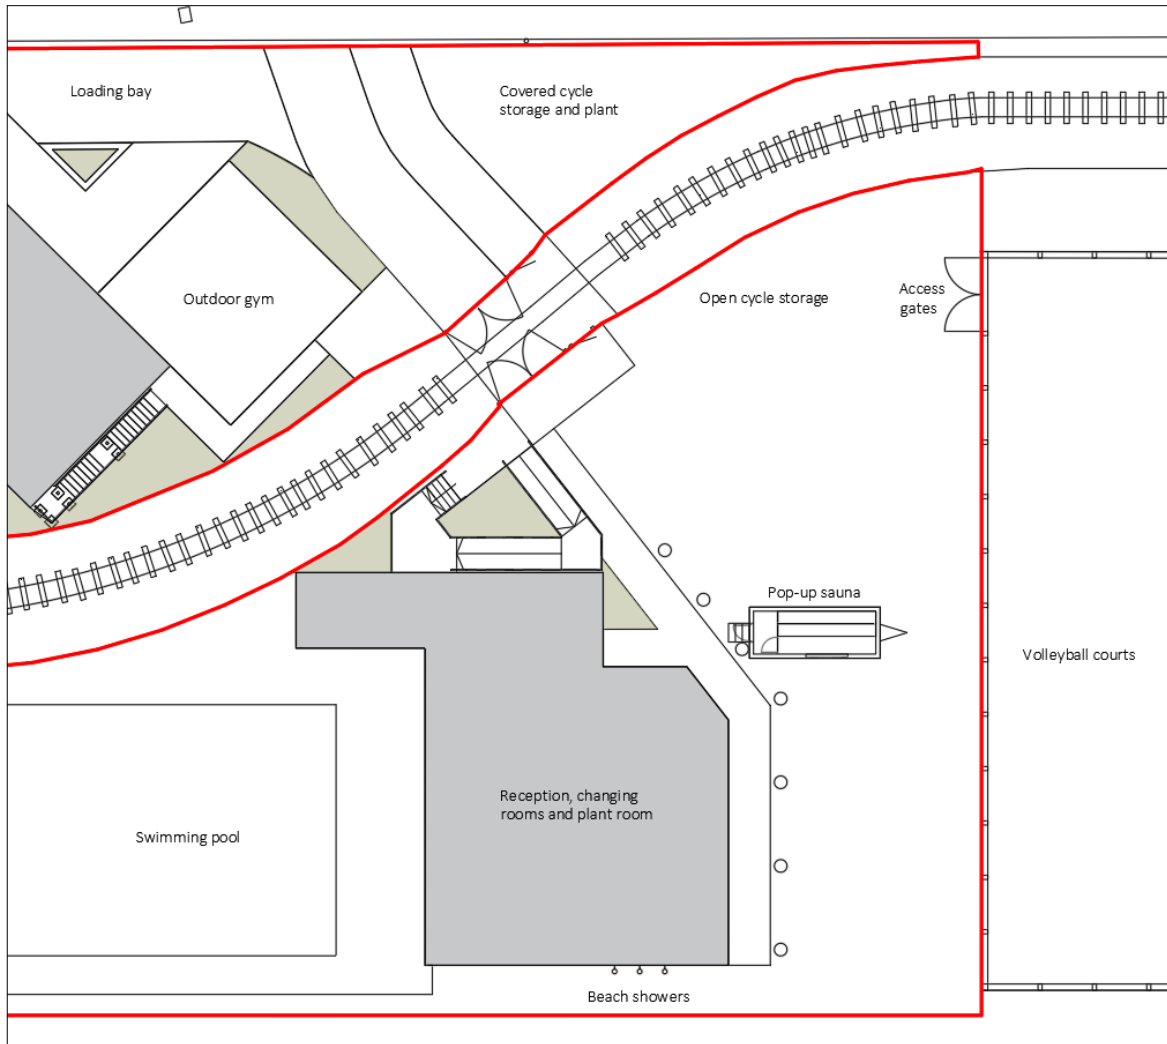 Loading bay
Covered cycle
storage and plant
Outdoor gym
Open cycle storage
Access
gates
Pop-up sauna
Volleyball courts
Reception, changing
rooms and plant room
Swimming pool
Beach showers